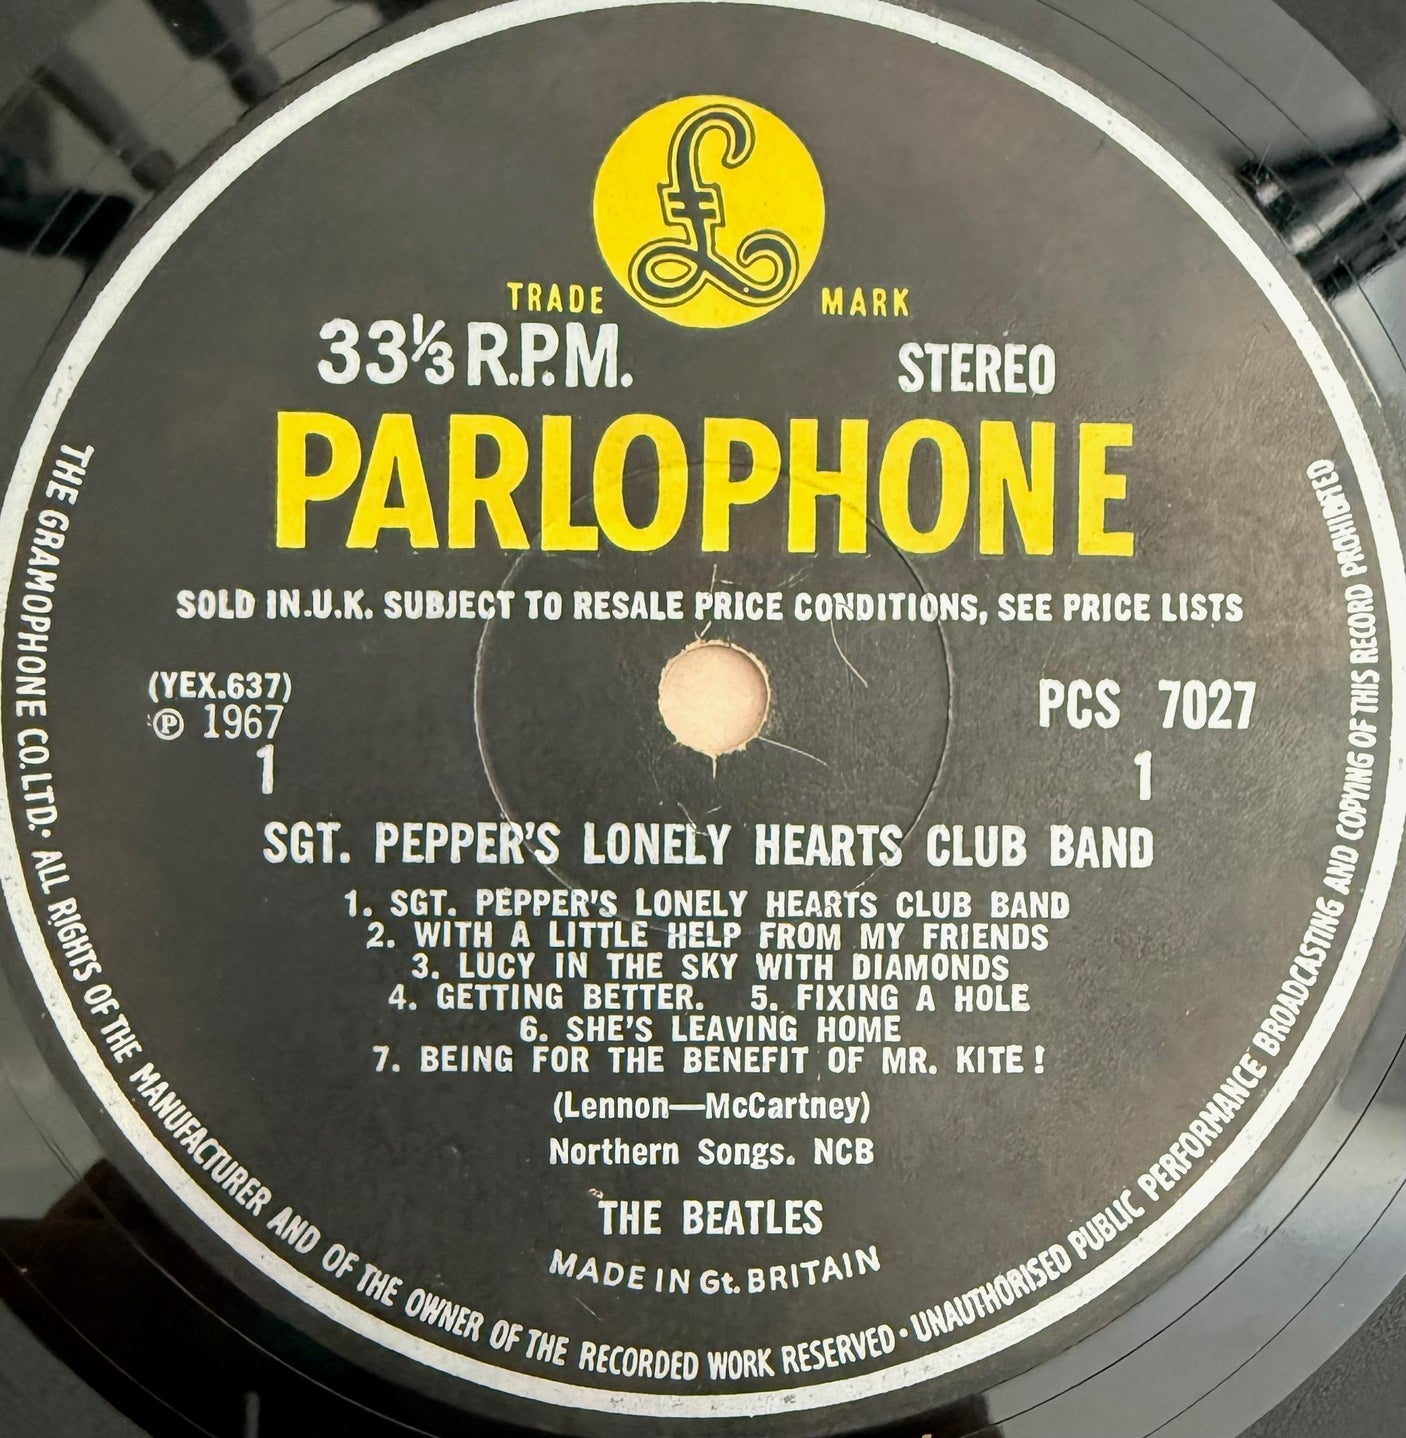 £
TRADE MARK
33⅓ R.P.M. STEREO
PARLOPHONE
SOLD IN.U.K. SUBJECT TO RESALE PRICE CONDITIONS, SEE PRICE LISTS
(YEX.637) PCS 7027
℗ 1967
1 1
SGT. PEPPER'S LONELY HEARTS CLUB BAND
1. SGT. PEPPER'S LONELY HEARTS CLUB BAND
2. WITH A LITTLE HELP FROM MY FRIENDS
3. LUCY IN THE SKY WITH DIAMONDS
4. GETTING BETTER. 5. FIXING A HOLE
6. SHE'S LEAVING HOME
7. BEING FOR THE BENEFIT OF MR. KITE !
(Lennon—McCartney)
Northern Songs. NCB
THE BEATLES
MADE IN Gt. BRITAIN
THE GRAMOPHONE CO. LTD. • ALL RIGHTS OF THE MANUFACTURER AND OF THE OWNER OF THE RECORDED WORK RESERVED • UNAUTHORISED PUBLIC PERFORMANCE BROADCASTING AND COPYING OF THIS RECORD PROHIBITED